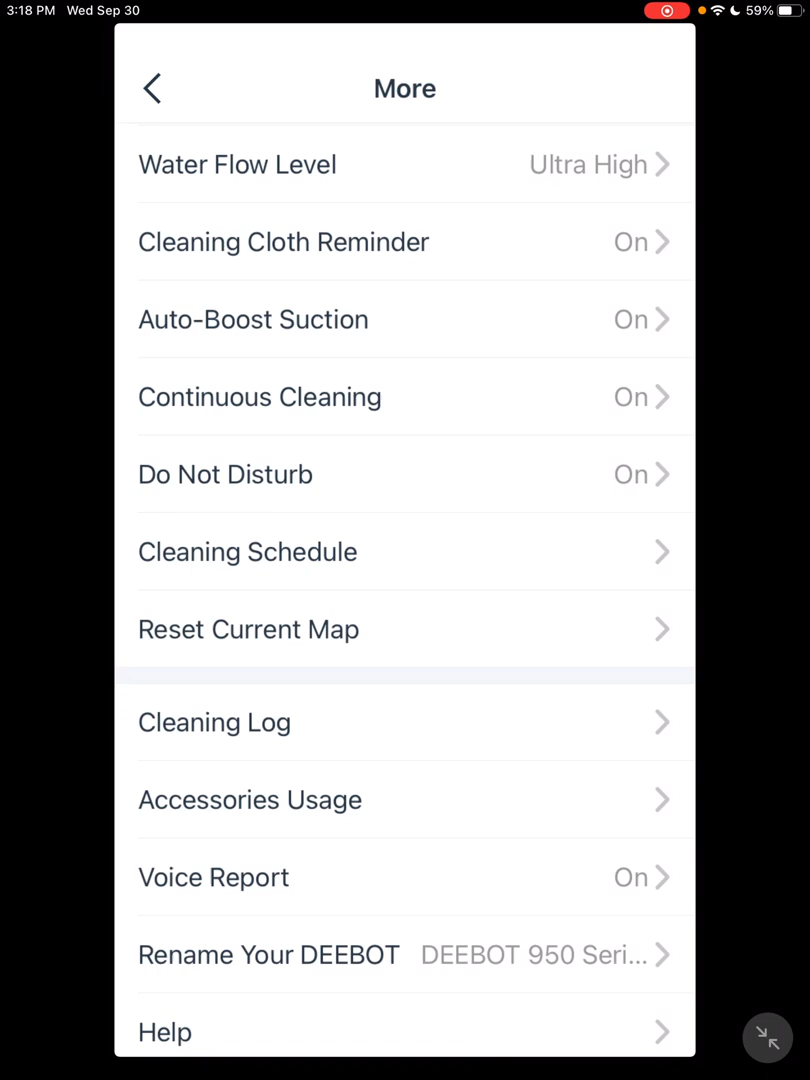 3:18 PM Wed Sep 30 59%
More
Water Flow Level Ultra High
Cleaning Cloth Reminder On
Auto-Boost Suction On
Continuous Cleaning On
Do Not Disturb On
Cleaning Schedule
Reset Current Map
Cleaning Log
Accessories Usage
Voice Report On
Rename Your DEEBOT DEEBOT 950 Seri...
Help